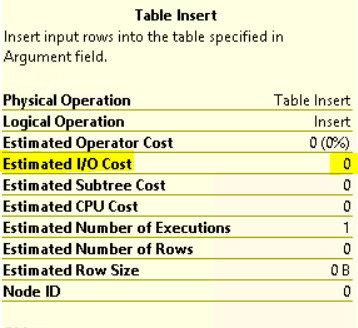 Table Insert
Insert input rows into the table specified in
Argument field.
Physical Operation Table Insert
Logical Operation Insert
Estimated Operator Cost 0 (0%)
Estimated I/O Cost 0
Estimated Subtree Cost 0
Estimated CPU Cost 0
Estimated Number of Executions 1
Estimated Number of Rows 0
Estimated Row Size 0 B
Node ID 0